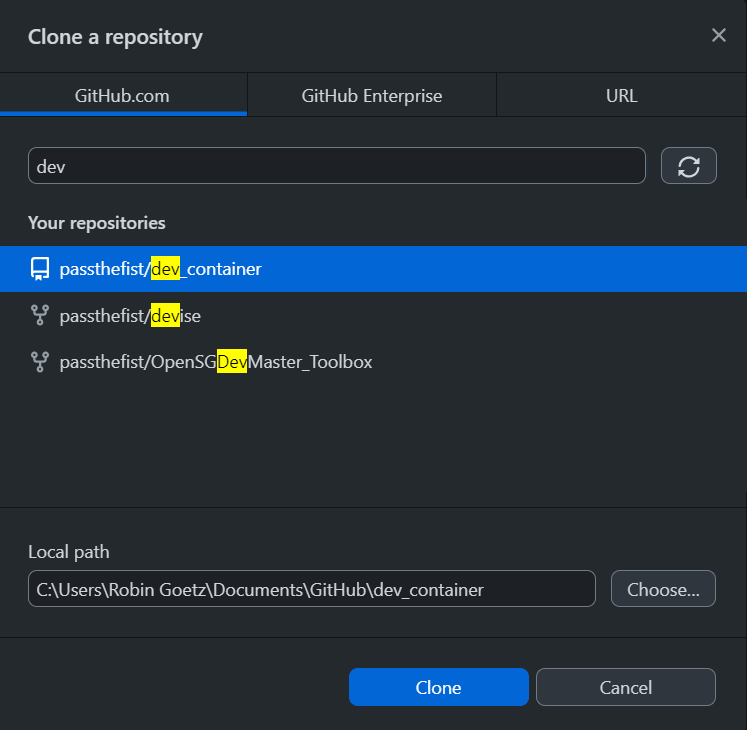 Clone a repository
GitHub.com
GitHub Enterprise
URL
dev
Your repositories
passthefist/dev_container
passthefist/devise
passthefist/OpenSGDevMaster_Toolbox
Local path
C:\Users\Robin Goetz\Documents\GitHub\dev_container
Choose...
Clone
Cancel